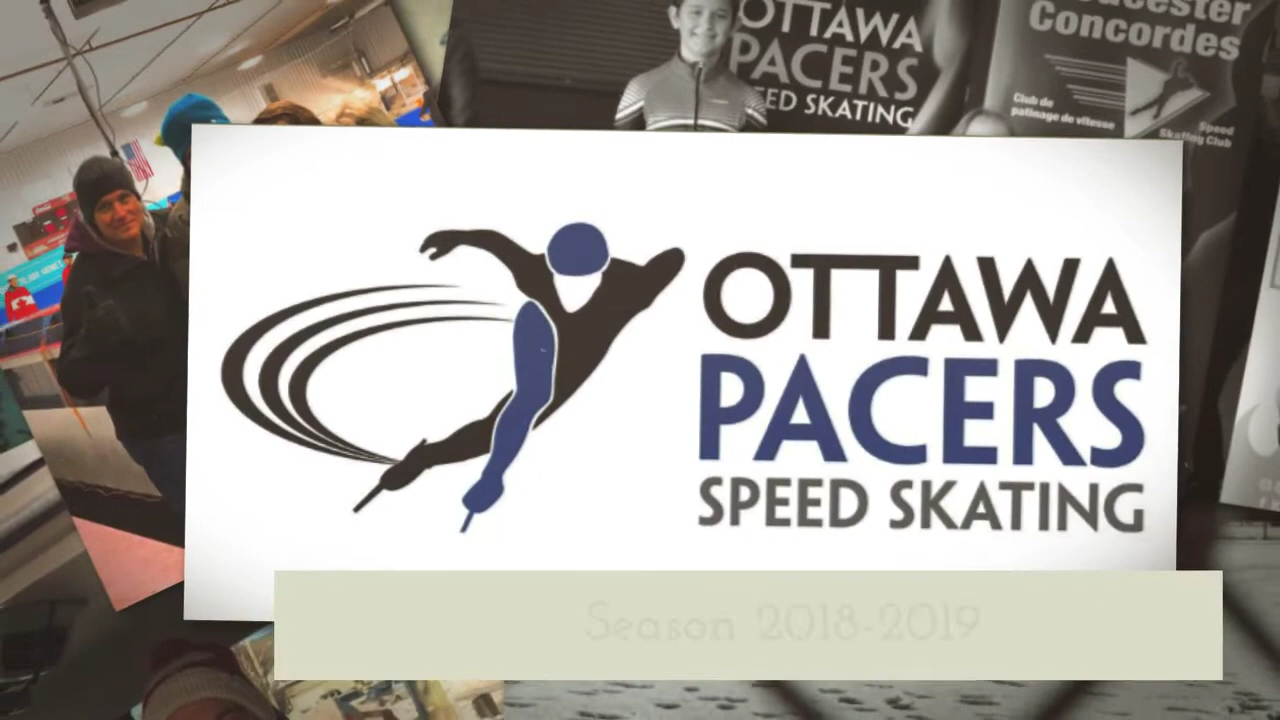 OTTAWA
PACERS
EED SKATING
Concordes
Club de
patinage de vitesse
Speed
Skating Club
OTTAWA
PACERS
SPEED SKATING
Season 2018-2019